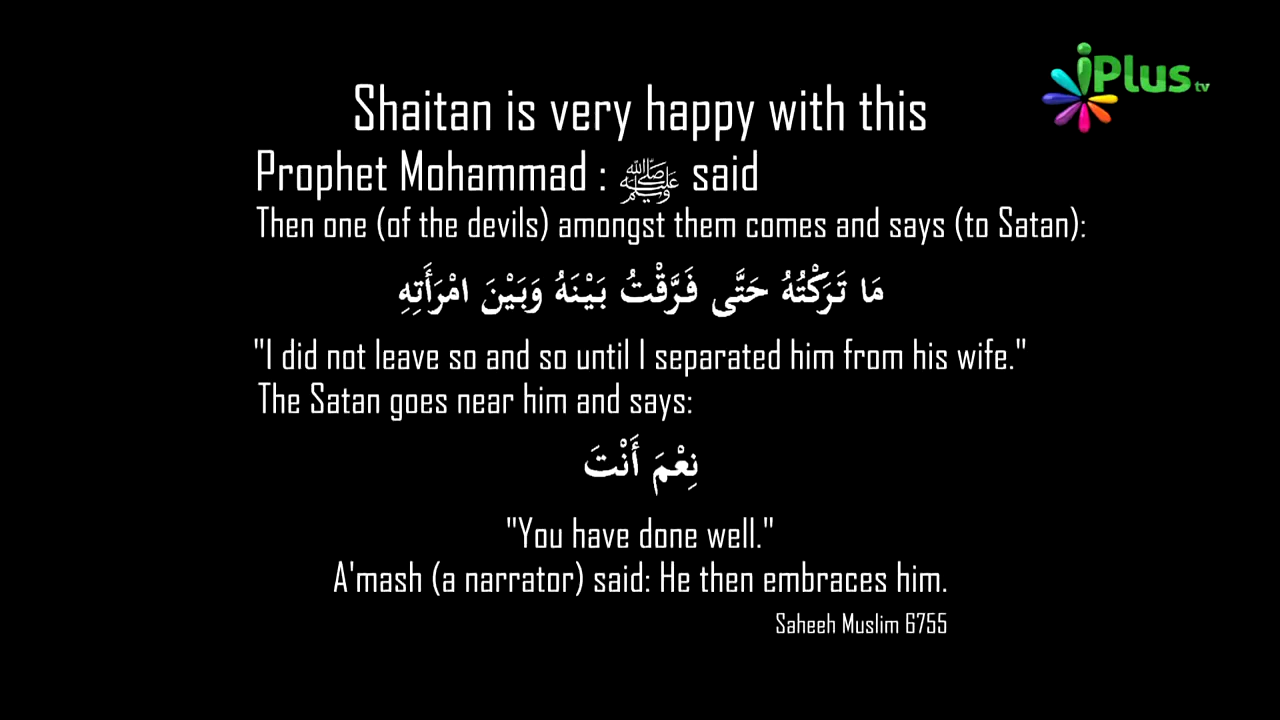 iPlus tv
Shaitan is very happy with this
Prophet Mohammad : ﷺ said
Then one (of the devils) amongst them comes and says (to Satan):
مَا تَرَكْتُهُ حَتَّى فَرَّقْتُ بَيْنَهُ وَبَيْنَ امْرَأَتِهِ
"I did not leave so and so until I separated him from his wife."
The Satan goes near him and says:
نِعْمَ أَنْتَ
"You have done well."
A'mash (a narrator) said: He then embraces him.
Saheeh Muslim 6755